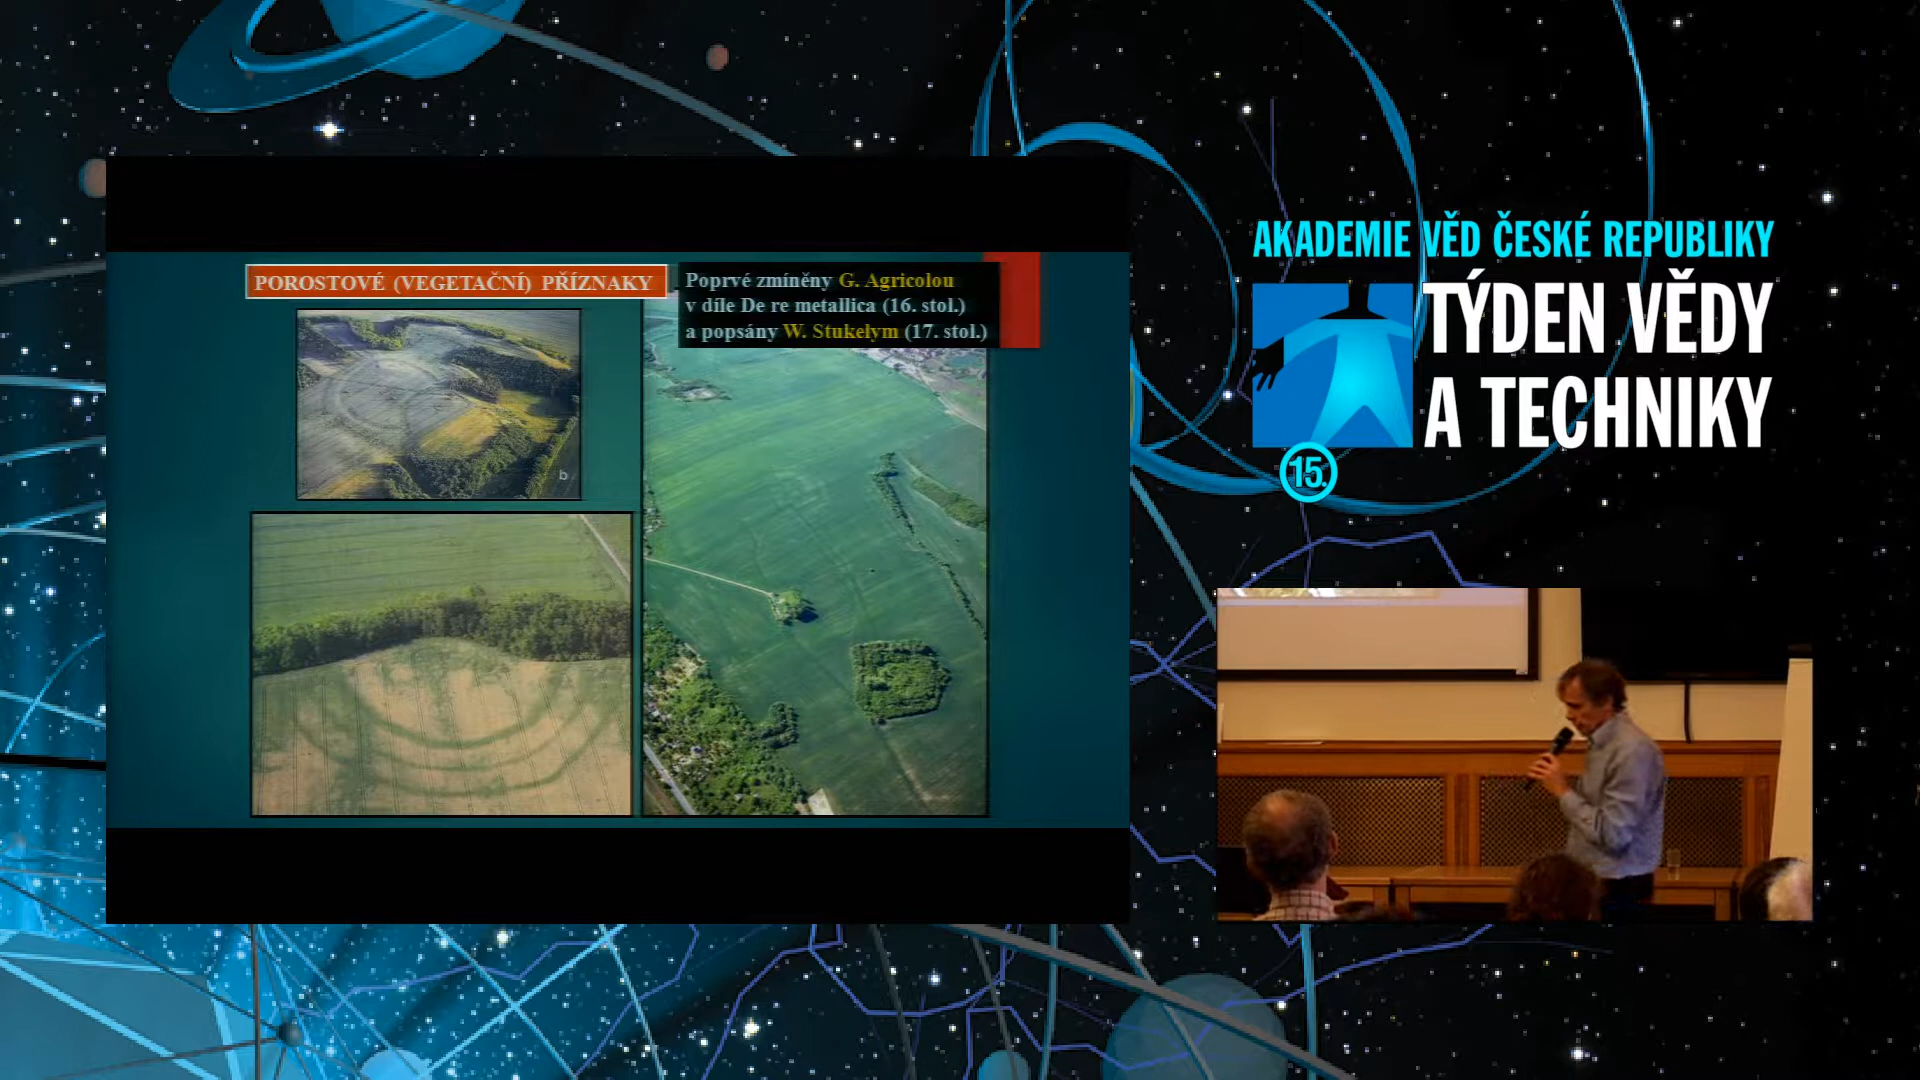 POROSTOVÉ (VEGETAČNÍ) PŘÍZNAKY
Poprvé zmíněny G. Agricolou
v díle De re metallica (16. stol.)
a popsány W. Stukelym (17. stol.)
b
AKADEMIE VĚD ČESKÉ REPUBLIKY
TÝDEN VĚDY
A TECHNIKY
15.